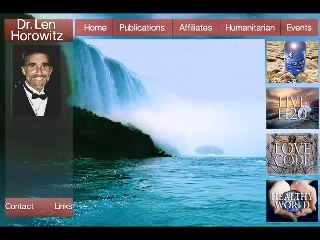 Dr. Len
Horowitz
Home
Publications
Affiliates
Humanitarian
Events
LIVE
H2O
LOVE
CODE
HEALTHY
WORLD
Contact
Links